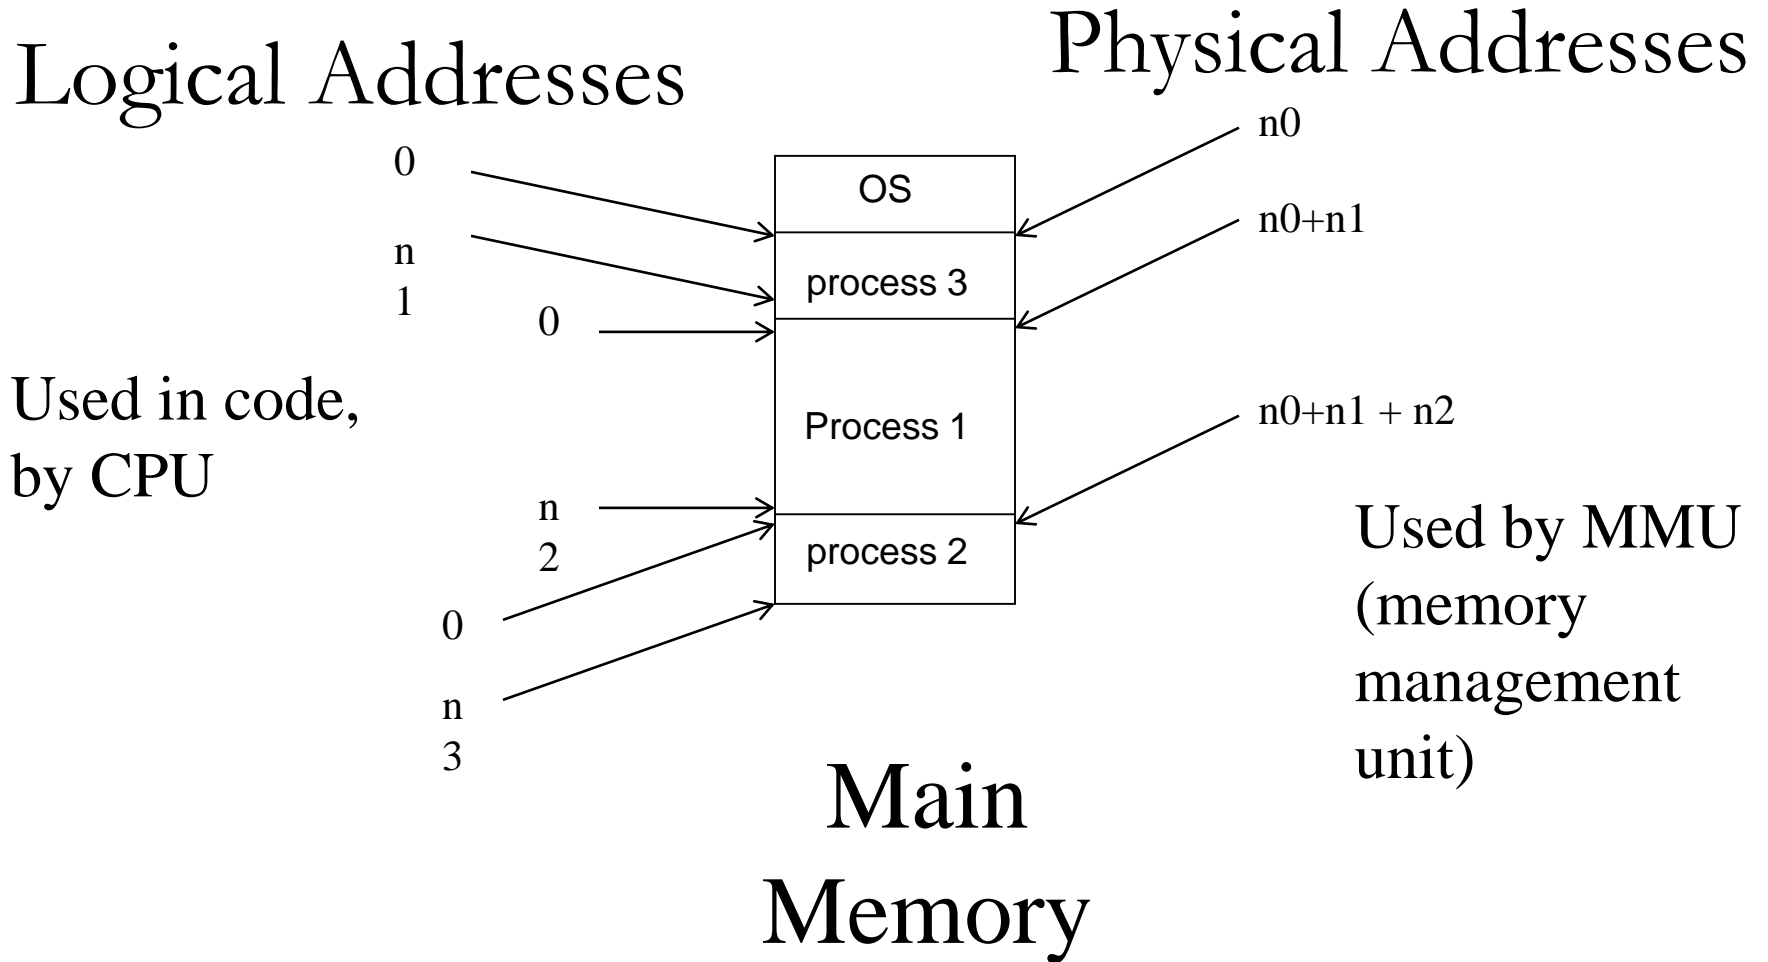 Logical Addresses
Physical Addresses
0
n
1
0
n
2
0
n
3
Used in code,
by CPU
OS
process 3
Process 1
process 2
n0
n0+n1
n0+n1 + n2
Used by MMU
(memory
management
unit)
Main
Memory